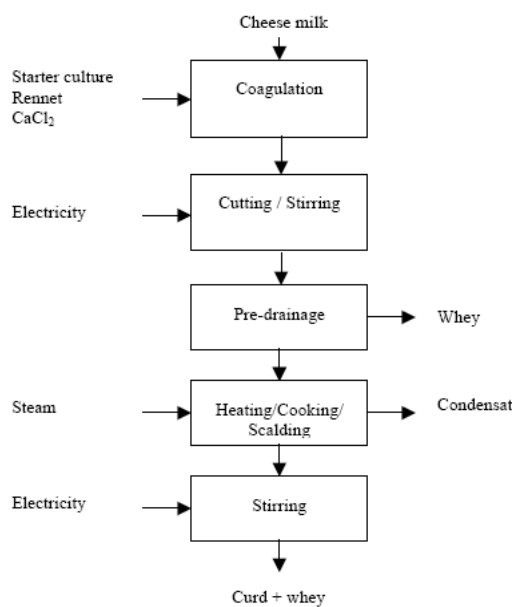 Cheese milk
Starter culture
Rennet
CaCl₂
Coagulation
Electricity
Cutting / Stirring
Pre-drainage
Whey
Steam
Heating/Cooking/
Scalding
Condensat
Electricity
Stirring
Curd + whey